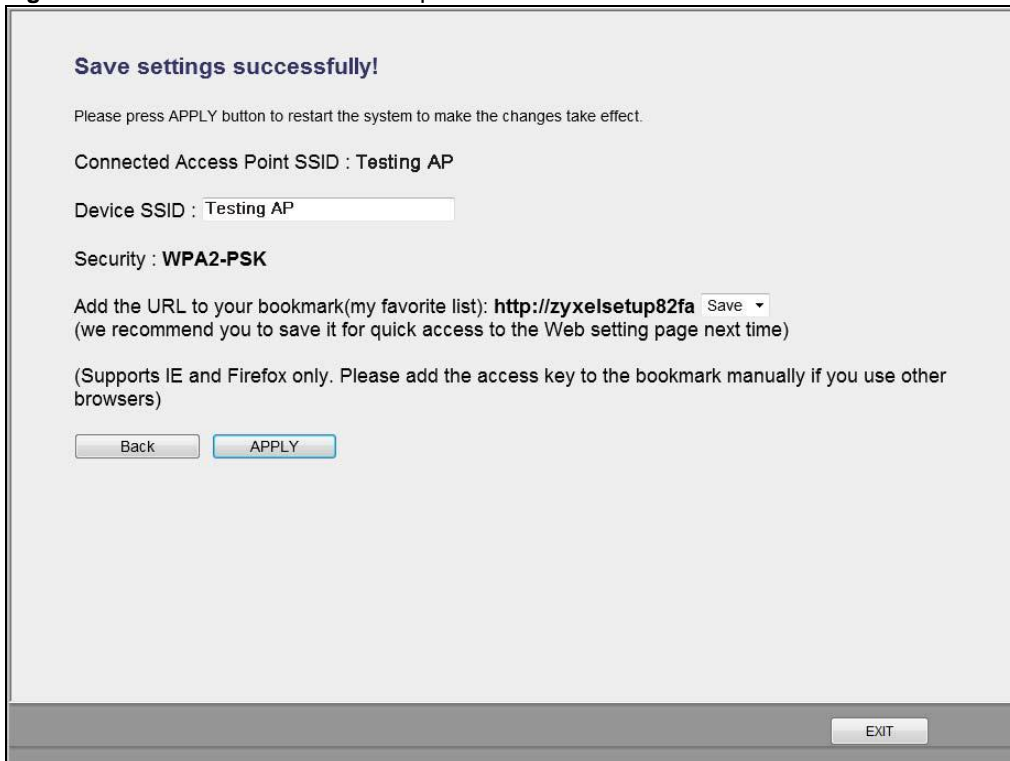 Save settings successfully!
Please press APPLY button to restart the system to make the changes take effect.
Connected Access Point SSID : Testing AP
Device SSID : Testing AP
Security : WPA2-PSK
Add the URL to your bookmark(my favorite list): http://zyxelsetup82fa Save
(we recommend you to save it for quick access to the Web setting page next time)
(Supports IE and Firefox only. Please add the access key to the bookmark manually if you use other
browsers)
Back APPLY
EXIT